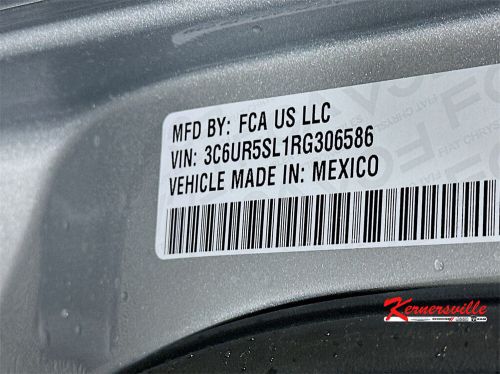 MFD BY: FCA US LLC
VIN: 3C6UR5SL1RG306586
VEHICLE MADE IN: MEXICO
Kernersville